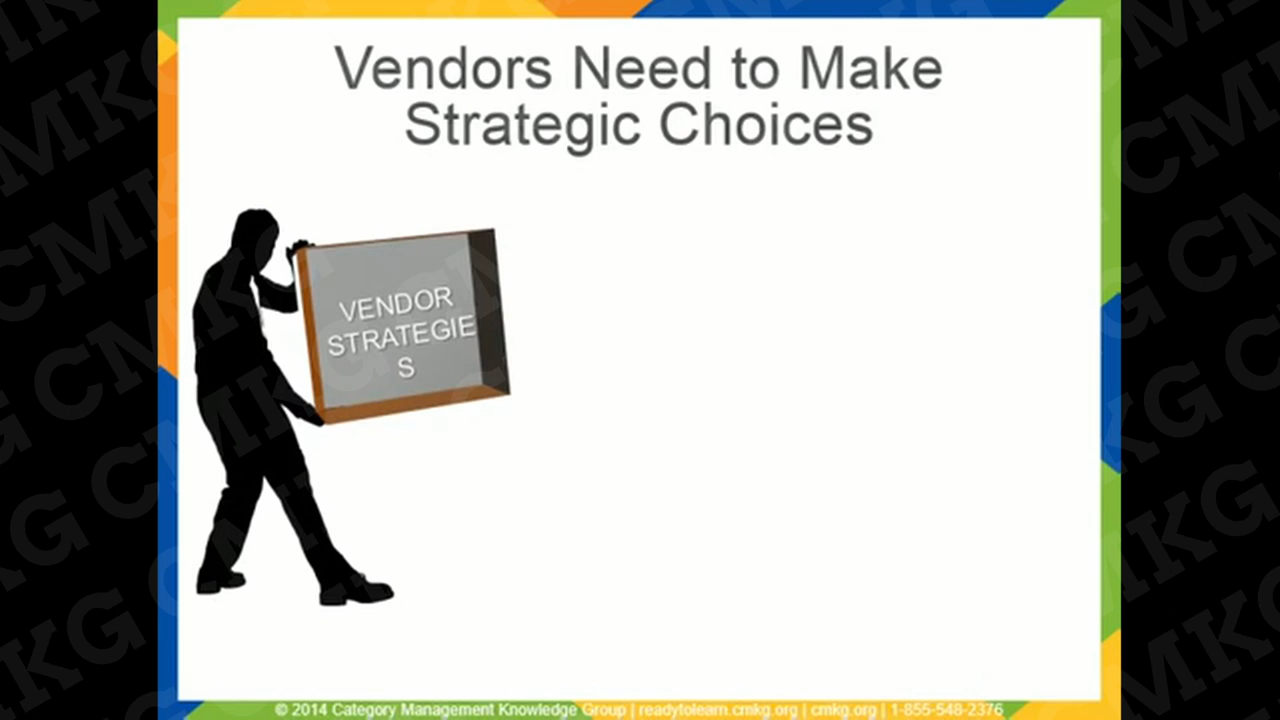 Vendors Need to Make
Strategic Choices
VENDOR
STRATEGIE
S
© 2014 Category Management Knowledge Group | readytolearn.cmkg.org | cmkg.org | 1-855-548-2376
CMKG